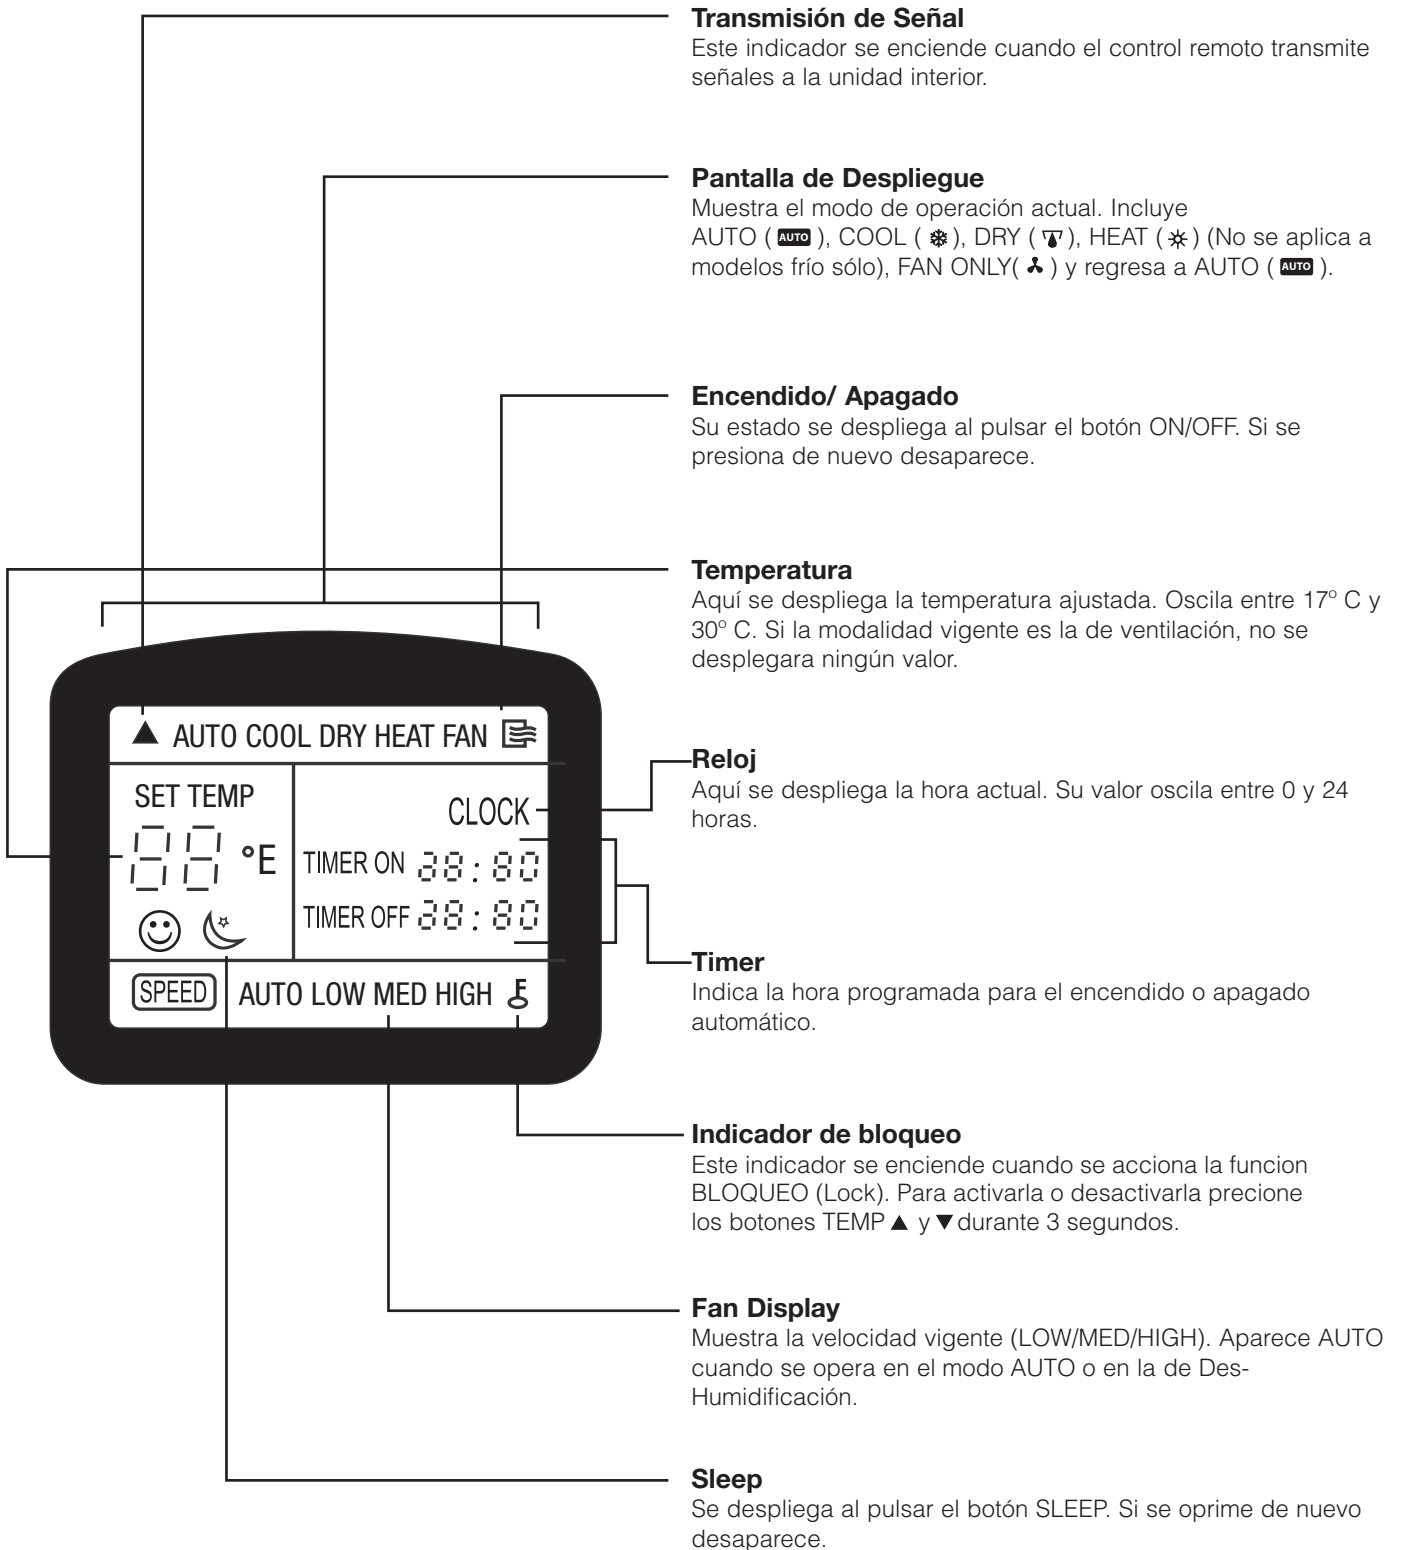 Transmisión de Señal
Este indicador se enciende cuando el control remoto transmite
señales a la unidad interior.
Pantalla de Despliegue
Muestra el modo de operación actual. Incluye
AUTO ( AUTO ), COOL ( ), DRY ( ), HEAT ( ) (No se aplica a
modelos frío sólo), FAN ONLY( ) y regresa a AUTO ( AUTO ).
Encendido/ Apagado
Su estado se despliega al pulsar el botón ON/OFF. Si se
presiona de nuevo desaparece.
Temperatura
Aquí se despliega la temperatura ajustada. Oscila entre 17º C y
30º C. Si la modalidad vigente es la de ventilación, no se
desplegara ningún valor.
▲ AUTO COOL DRY HEAT FAN
SET TEMP
88 °E
CLOCK
TIMER ON 38:80
TIMER OFF 38:80
SPEED AUTO LOW MED HIGH
Reloj
Aquí se despliega la hora actual. Su valor oscila entre 0 y 24
horas.
Timer
Indica la hora programada para el encendido o apagado
automático.
Indicador de bloqueo
Este indicador se enciende cuando se acciona la funcion
BLOQUEO (Lock). Para activarla o desactivarla precione
los botones TEMP ▲ y ▼ durante 3 segundos.
Fan Display
Muestra la velocidad vigente (LOW/MED/HIGH). Aparece AUTO
cuando se opera en el modo AUTO o en la de Des-
Humidificación.
Sleep
Se despliega al pulsar el botón SLEEP. Si se oprime de nuevo
desaparece.